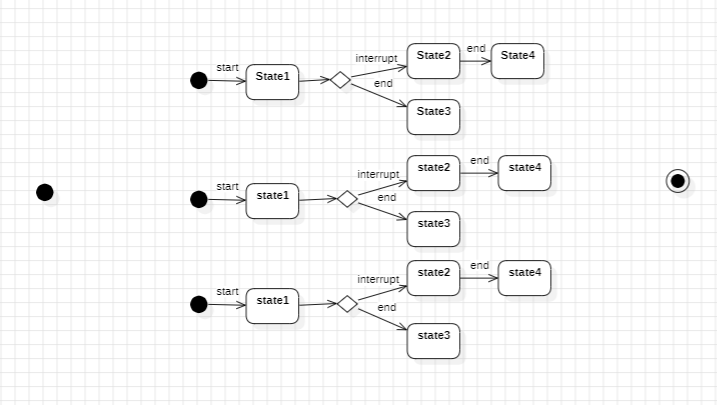 start
State1
interrupt
end
State2
end
State4
State3
start
state1
interrupt
end
state2
end
state4
state3
start
state1
interrupt
end
state2
end
state4
state3